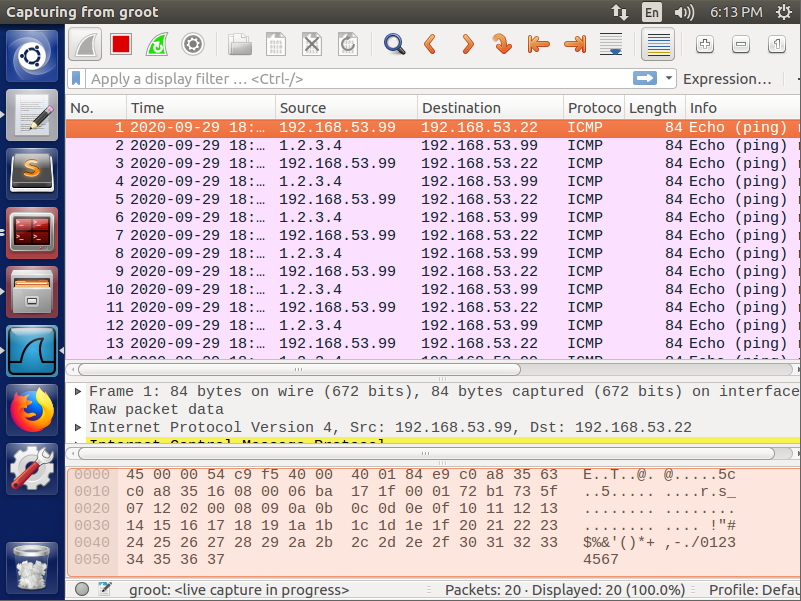 Capturing from groot
En 6:13 PM
Apply a display filter … <Ctrl-/> Expression…
No. Time Source Destination Protoco Length Info
1 2020-09-29 18:… 192.168.53.99 192.168.53.22 ICMP 84 Echo (ping)
2 2020-09-29 18:… 1.2.3.4 192.168.53.99 ICMP 84 Echo (ping)
3 2020-09-29 18:… 192.168.53.99 192.168.53.22 ICMP 84 Echo (ping)
4 2020-09-29 18:… 1.2.3.4 192.168.53.99 ICMP 84 Echo (ping)
5 2020-09-29 18:… 192.168.53.99 192.168.53.22 ICMP 84 Echo (ping)
6 2020-09-29 18:… 1.2.3.4 192.168.53.99 ICMP 84 Echo (ping)
7 2020-09-29 18:… 192.168.53.99 192.168.53.22 ICMP 84 Echo (ping)
8 2020-09-29 18:… 1.2.3.4 192.168.53.99 ICMP 84 Echo (ping)
9 2020-09-29 18:… 192.168.53.99 192.168.53.22 ICMP 84 Echo (ping)
10 2020-09-29 18:… 1.2.3.4 192.168.53.99 ICMP 84 Echo (ping)
11 2020-09-29 18:… 192.168.53.99 192.168.53.22 ICMP 84 Echo (ping)
12 2020-09-29 18:… 1.2.3.4 192.168.53.99 ICMP 84 Echo (ping)
13 2020-09-29 18:… 192.168.53.99 192.168.53.22 ICMP 84 Echo (ping)
Frame 1: 84 bytes on wire (672 bits), 84 bytes captured (672 bits) on interface
Raw packet data
Internet Protocol Version 4, Src: 192.168.53.99, Dst: 192.168.53.22
Internet Control Message Protocol
0000 45 00 00 54 c9 f5 40 00 40 01 84 e9 c0 a8 35 63 E..T..@. @.....5c
0010 c0 a8 35 16 08 00 06 ba 17 1f 00 01 72 b1 73 5f ..5..... ....r.s_
0020 07 12 02 00 08 09 0a 0b 0c 0d 0e 0f 10 11 12 13 ........ ........
0030 14 15 16 17 18 19 1a 1b 1c 1d 1e 1f 20 21 22 23 ........ .... !"#
0040 24 25 26 27 28 29 2a 2b 2c 2d 2e 2f 30 31 32 33 $%&'()*+ ,-./0123
0050 34 35 36 37 4567
groot: <live capture in progress> Packets: 20 · Displayed: 20 (100.0%) Profile: Defau